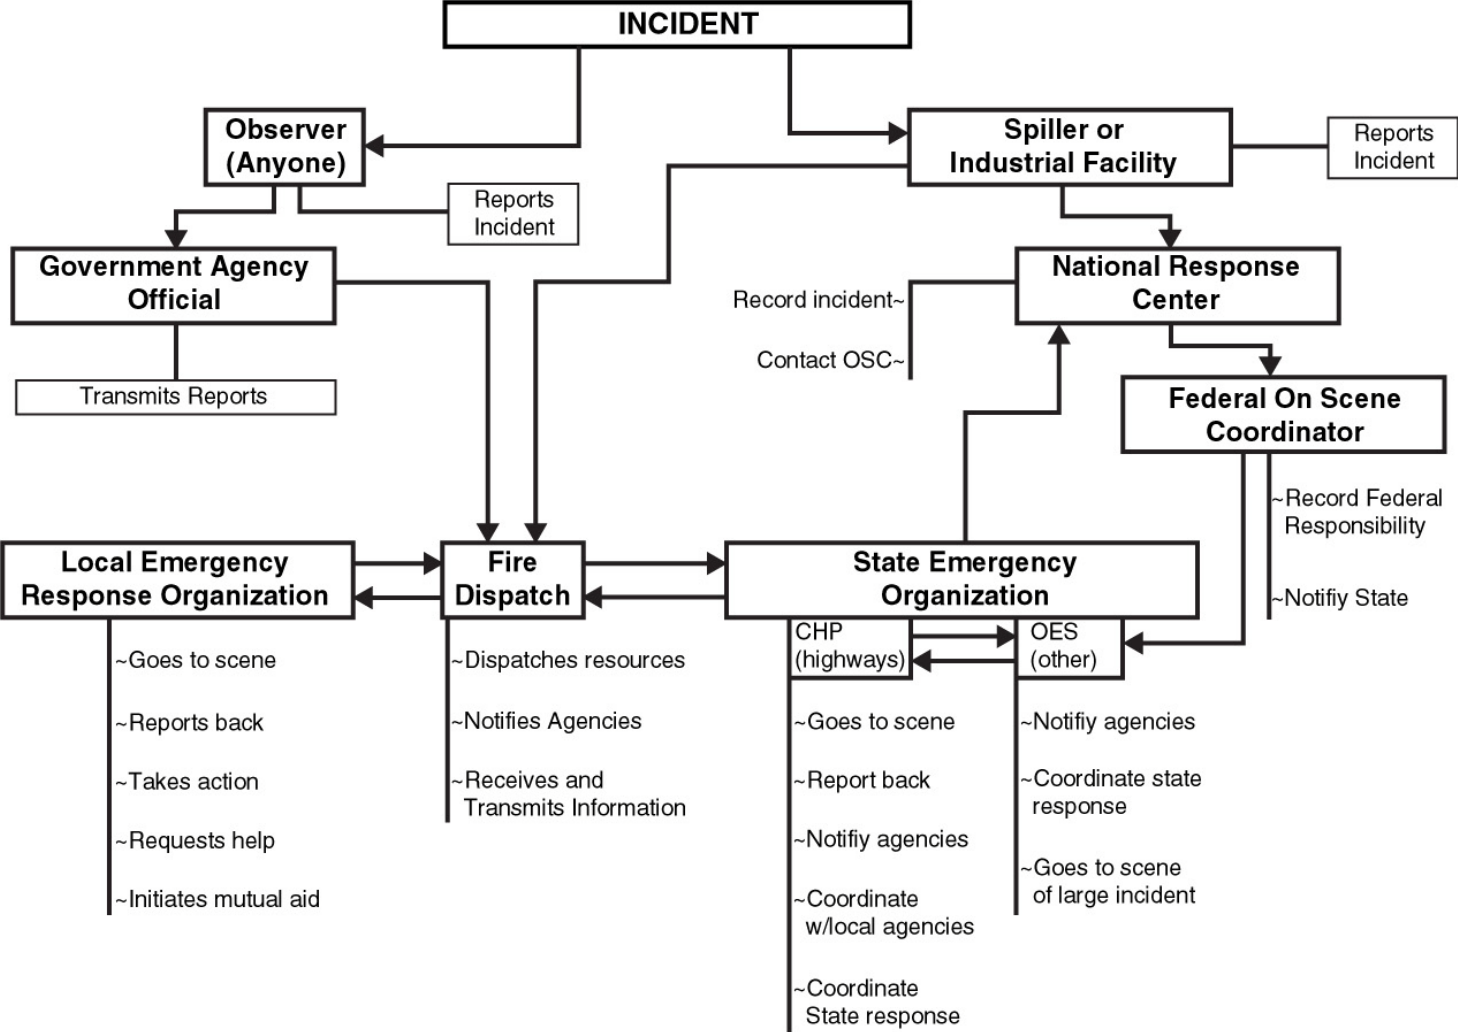 INCIDENT
Observer
(Anyone)
Spiller or
Industrial Facility
Reports
Incident
Reports
Incident
Government Agency
Official
National Response
Center
Record incident~
Contact OSC~
Transmits Reports
Federal On Scene
Coordinator
~Record Federal
Responsibility
~Notifiy State
Local Emergency
Response Organization
Fire
Dispatch
State Emergency
Organization
CHP
(highways)
OES
(other)
~Goes to scene
~Reports back
~Takes action
~Requests help
~Initiates mutual aid
~Dispatches resources
~Notifies Agencies
~Receives and
Transmits Information
~Goes to scene
~Report back
~Notifiy agencies
~Coordinate
w/local agencies
~Coordinate
State response
~Notifiy agencies
~Coordinate state
response
~Goes to scene
of large incident